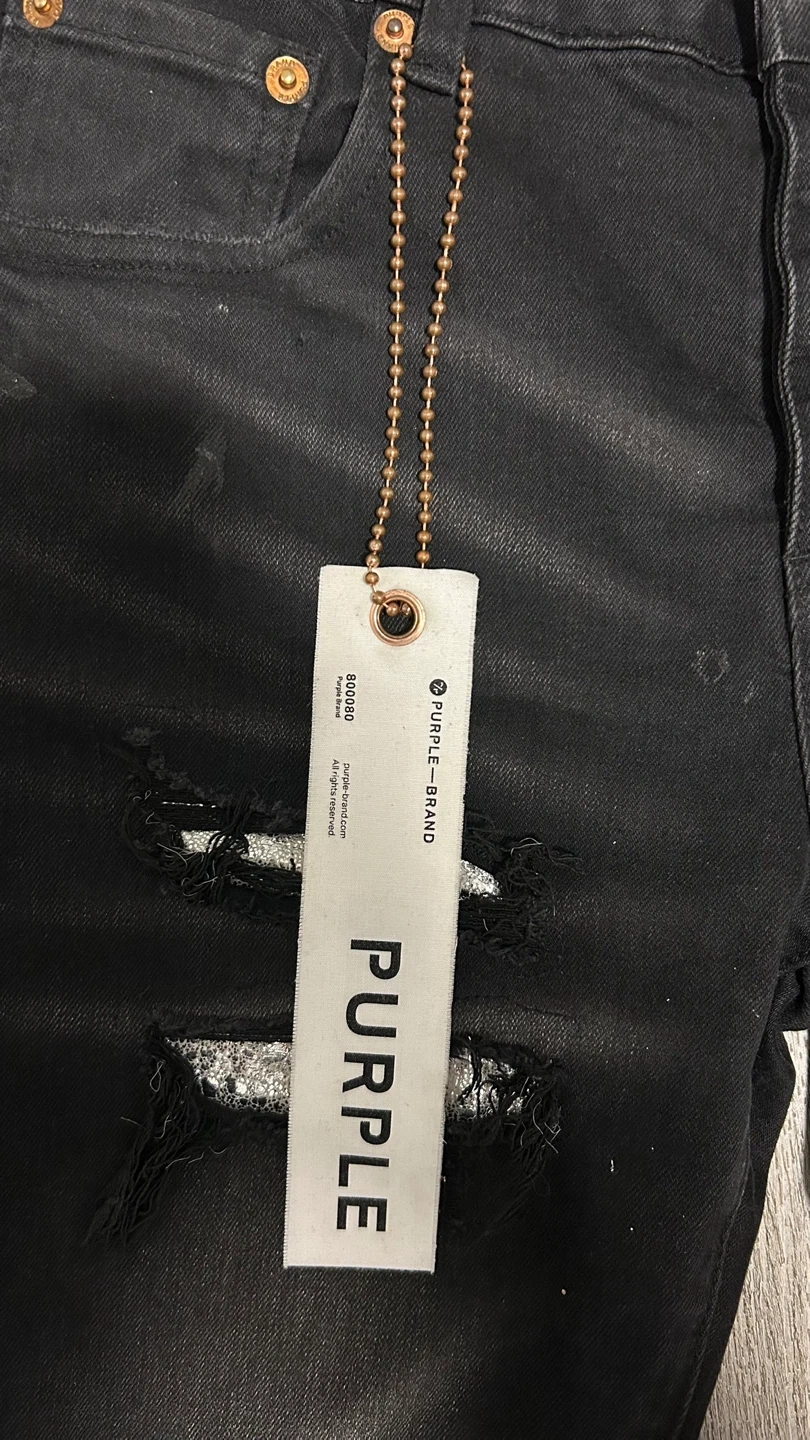 PURPLE—BRAND
800080
Purple Brand
purple-brand.com
All rights reserved.
PURPLE